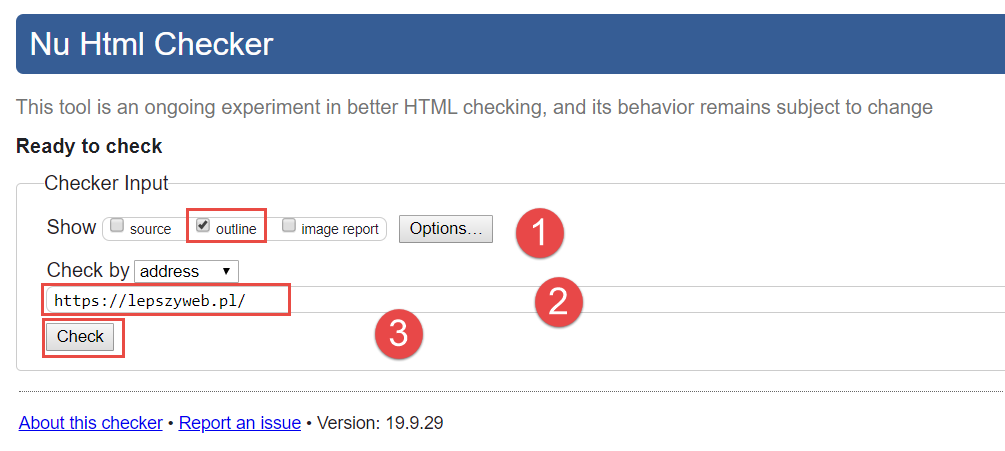 Nu Html Checker
This tool is an ongoing experiment in better HTML checking, and its behavior remains subject to change
Ready to check
Checker Input
Show source outline image report Options... 1
Check by address
https://lepszyweb.pl/ 2
Check 3
About this checker • Report an issue • Version: 19.9.29